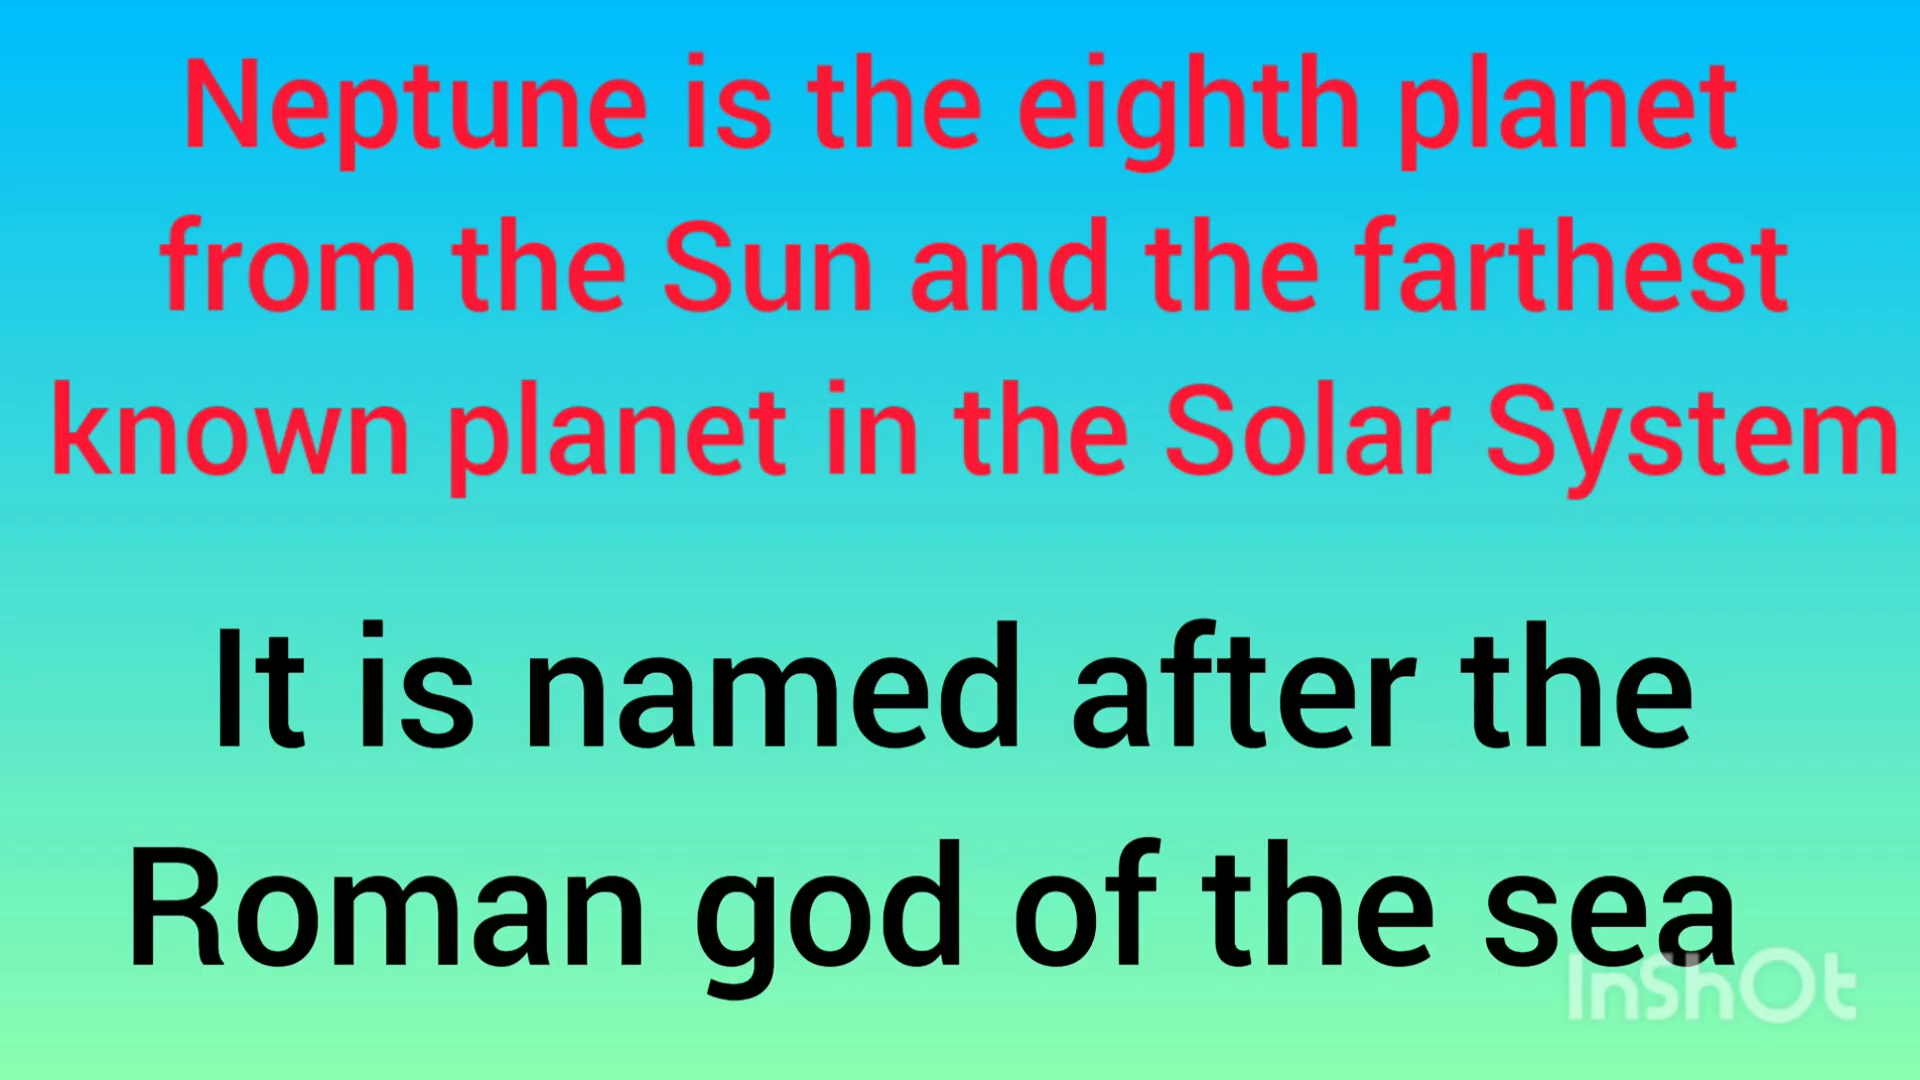 Neptune is the eighth planet
from the Sun and the farthest
known planet in the Solar System
It is named after the
Roman god of the sea
InShOt